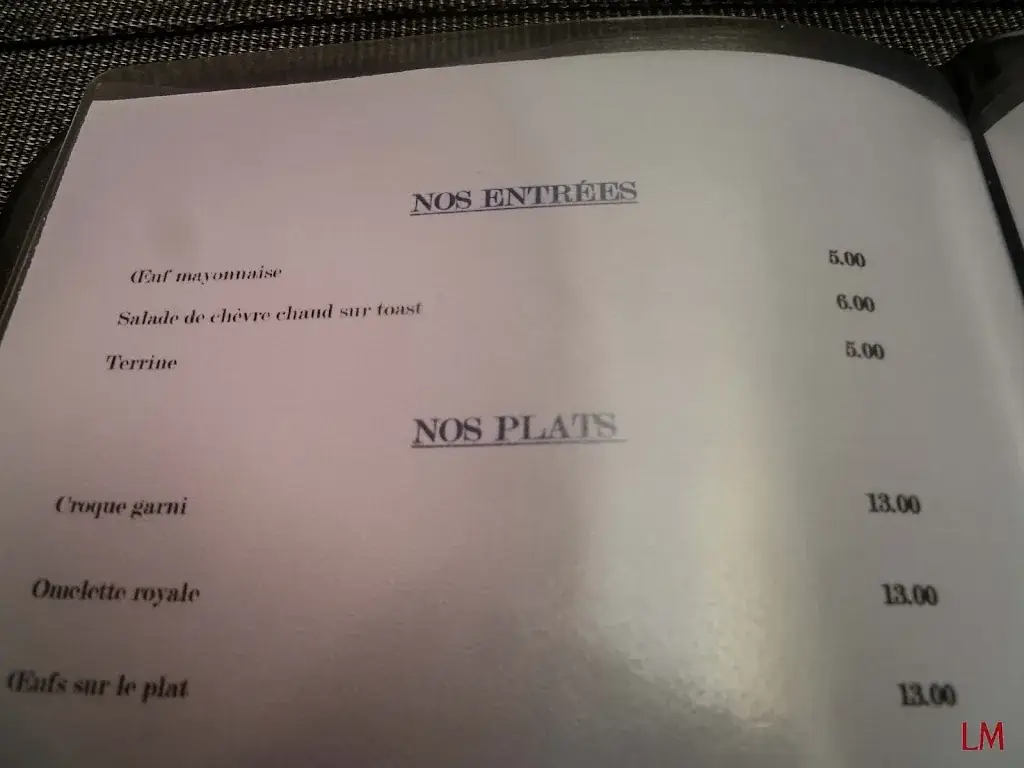 NOS ENTRÉES
Œuf mayonnaise 5.00
Salade de chèvre chaud sur toast 6.00
Terrine 5.00
NOS PLATS
Croque garni 13.00
Omelette royale 13.00
Œufs sur le plat 13.00
LM